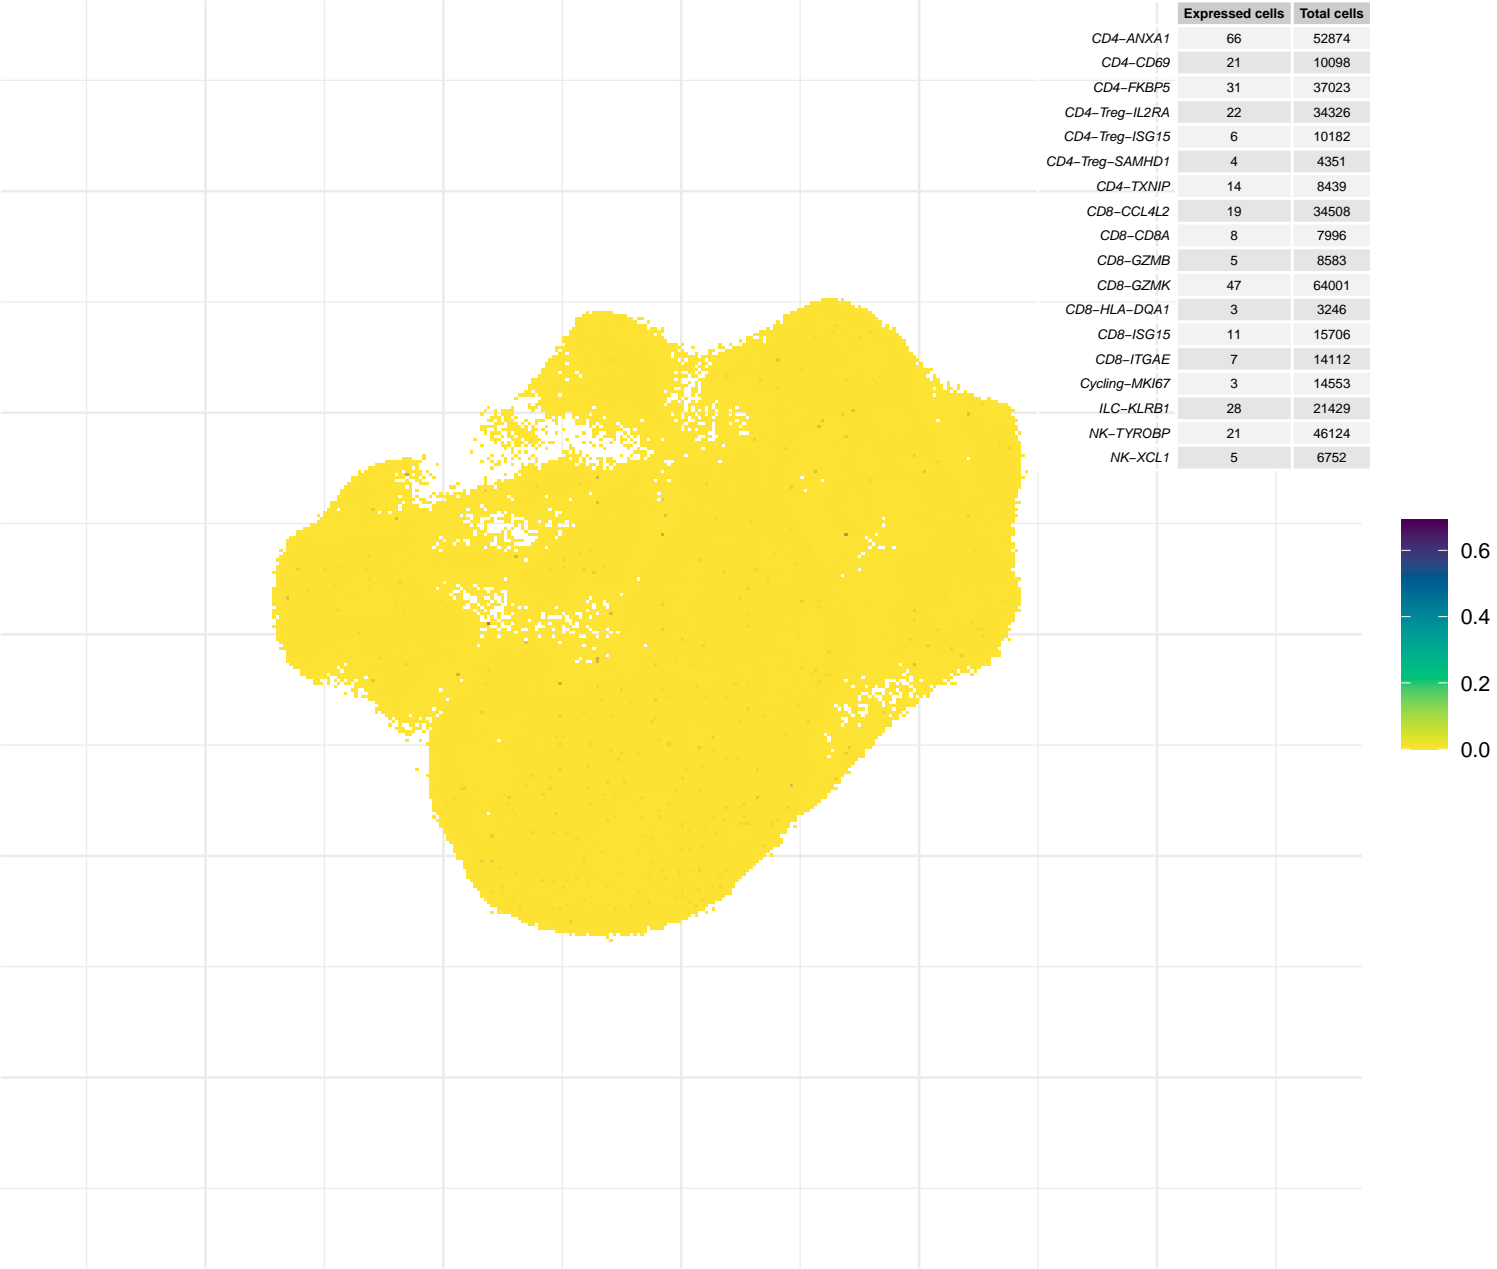 Expressed cells Total cells
CD4−ANXA1 66 52874
CD4−CD69 21 10098
CD4−FKBP5 31 37023
CD4−Treg−IL2RA 22 34326
CD4−Treg−ISG15 6 10182
CD4−Treg−SAMHD1 4 4351
CD4−TXNIP 14 8439
CD8−CCL4L2 19 34508
CD8−CD8A 8 7996
CD8−GZMB 5 8583
CD8−GZMK 47 64001
CD8−HLA−DQA1 3 3246
CD8−ISG15 11 15706
CD8−ITGAE 7 14112
Cycling−MKI67 3 14553
ILC−KLRB1 28 21429
NK−TYROBP 21 46124
NK−XCL1 5 6752
0.6
0.4
0.2
0.0